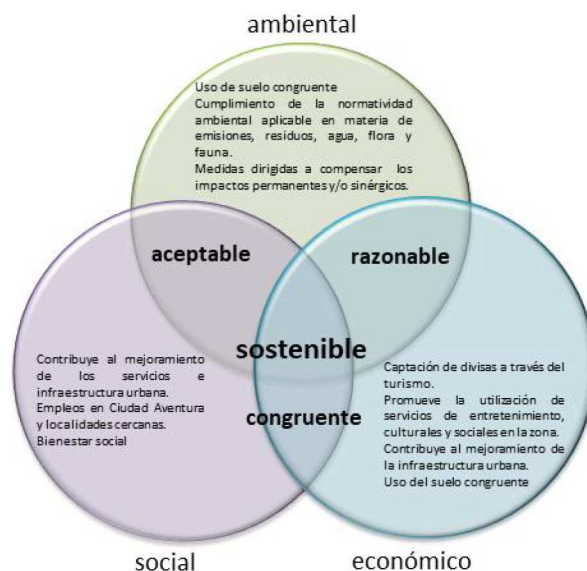 ambiental
Uso de suelo congruente
Cumplimiento de la normatividad
ambiental aplicable en materia de
emisiones, residuos, agua, flora y
fauna.
Medidas dirigidas a compensar los
impactos permanentes y/o sinérgicos.
aceptable
razonable
sostenible
congruente
Contribuye al mejoramiento
de los servicios e
infraestructura urbana.
Empleos en Ciudad Aventura
y localidades cercanas.
Bienestar social
Captación de divisas a través del
turismo.
Promueve la utilización de
servicios de entretenimiento,
culturales y sociales en la zona.
Contribuye al mejoramiento de
la infraestructura urbana.
Uso del suelo congruente
social
económico